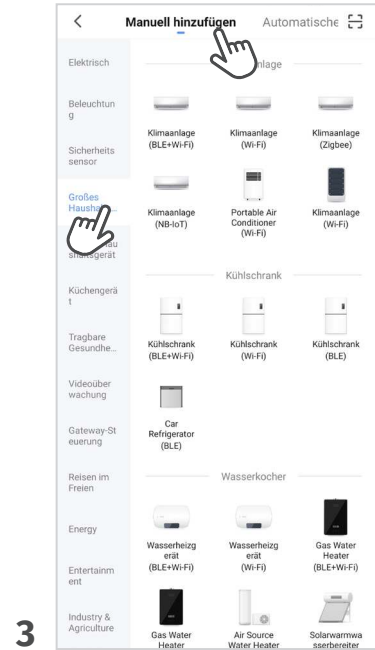 Manuell hinzufügen Automatische
Elektrisch
Beleuchtun
g
Sicherheits
sensor
Großes
Küchengerä
t
Tragbare
Gesundhe...
Videoüber
wachung
Gateway-St
euerung
Reisen im
Freien
Energy
Entertainm
ent
Industry &
Agriculture
Klimaanlage
(BLE+Wi-Fi)
Klimaanlage
(Wi-Fi)
Klimaanlage
(Zigbee)
Klimaanlage
(NB-IoT)
Portable Air
Conditioner
(Wi-Fi)
Klimaanlage
(Wi-Fi)
Kühlschrank
Kühlschrank
(BLE+Wi-Fi)
Kühlschrank
(Wi-Fi)
Kühlschrank
(BLE)
Car
Refrigerator
(BLE)
Wasserkocher
Wasserheizg
erät
(BLE+Wi-Fi)
Wasserheizg
erät
(Wi-Fi)
Gas Water
Heater
(BLE+Wi-Fi)
Gas Water
Heater
Air Source
Water Heater
Solarwarmwa
sserbereiter
3